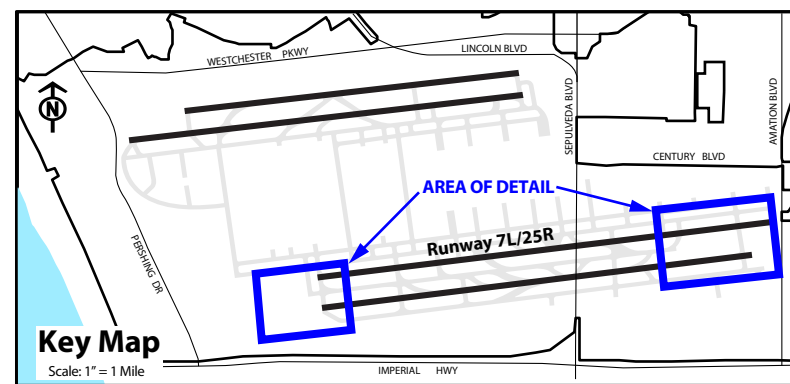 WESTCHESTER PKWY
LINCOLN BLVD
SEPULVEDA BLVD
AVIATION BLVD
N
CENTURY BLVD
AREA OF DETAIL
PERSHING DR
Runway 7L/25R
Key Map
Scale: 1" = 1 Mile
IMPERIAL HWY